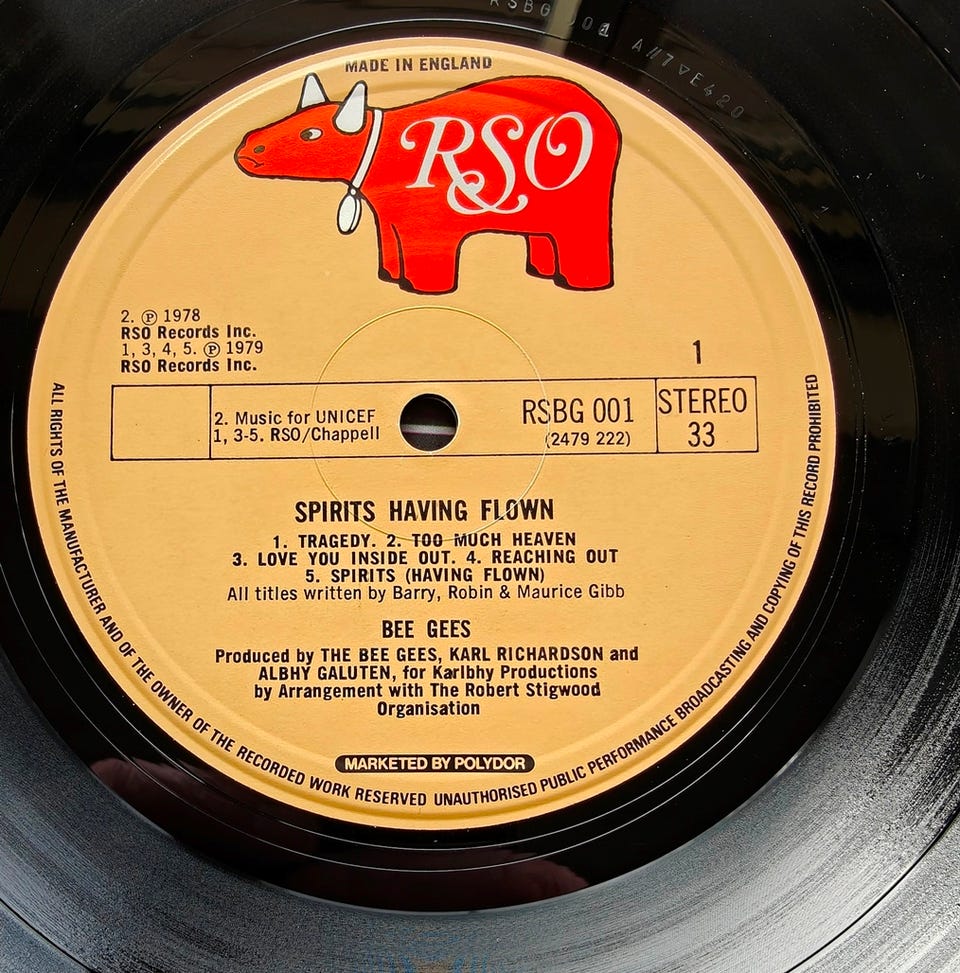 RSBG 001 A//7▽E420
MADE IN ENGLAND
RSO
2. ℗ 1978
RSO Records Inc.
1, 3, 4, 5. ℗ 1979
RSO Records Inc.
1
2. Music for UNICEF
1, 3-5. RSO/Chappell
RSBG 001
(2479 222)
STEREO
33
SPIRITS HAVING FLOWN
1. TRAGEDY. 2. TOO MUCH HEAVEN
3. LOVE YOU INSIDE OUT. 4. REACHING OUT
5. SPIRITS (HAVING FLOWN)
All titles written by Barry, Robin & Maurice Gibb
BEE GEES
Produced by THE BEE GEES, KARL RICHARDSON and
ALBHY GALUTEN, for Karlbhy Productions
by Arrangement with The Robert Stigwood
Organisation
MARKETED BY POLYDOR
ALL RIGHTS OF THE MANUFACTURER AND OF THE OWNER OF THE RECORDED WORK RESERVED UNAUTHORISED PUBLIC PERFORMANCE BROADCASTING AND COPYING OF THIS RECORD PROHIBITED